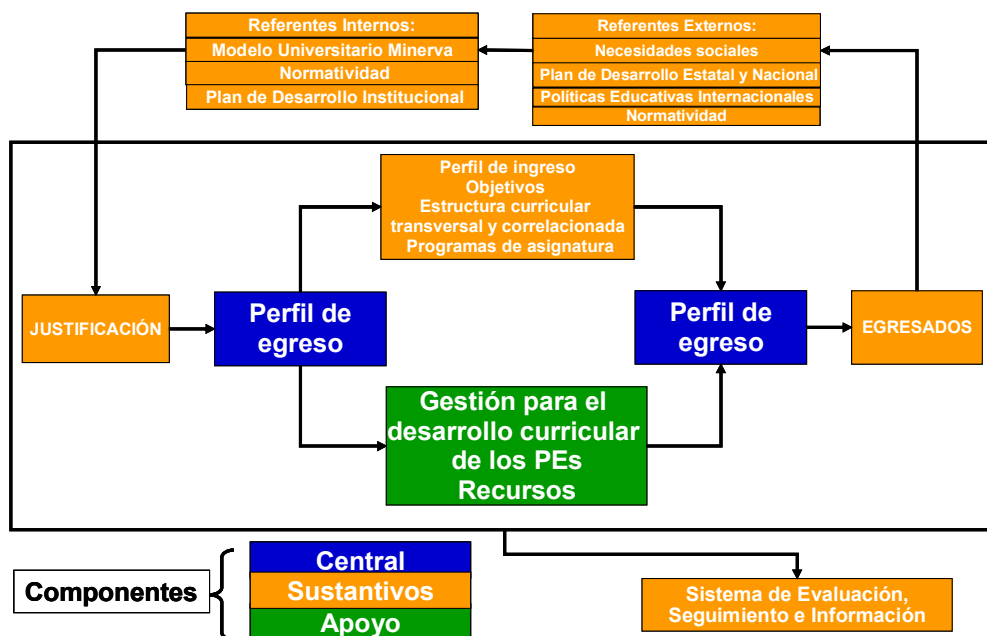 Referentes Internos:
Modelo Universitario Minerva
Normatividad
Plan de Desarrollo Institucional
Referentes Externos:
Necesidades sociales
Plan de Desarrollo Estatal y Nacional
Políticas Educativas Internacionales
Normatividad
Perfil de ingreso
Objetivos
Estructura curricular
transversal y correlacionada
Programas de asignatura
JUSTIFICACIÓN
Perfil de
egreso
Perfil de
egreso
EGRESADOS
Gestión para el
desarrollo curricular
de los PEs
Recursos
Componentes
Central
Sustantivos
Apoyo
Sistema de Evaluación,
Seguimiento e Información